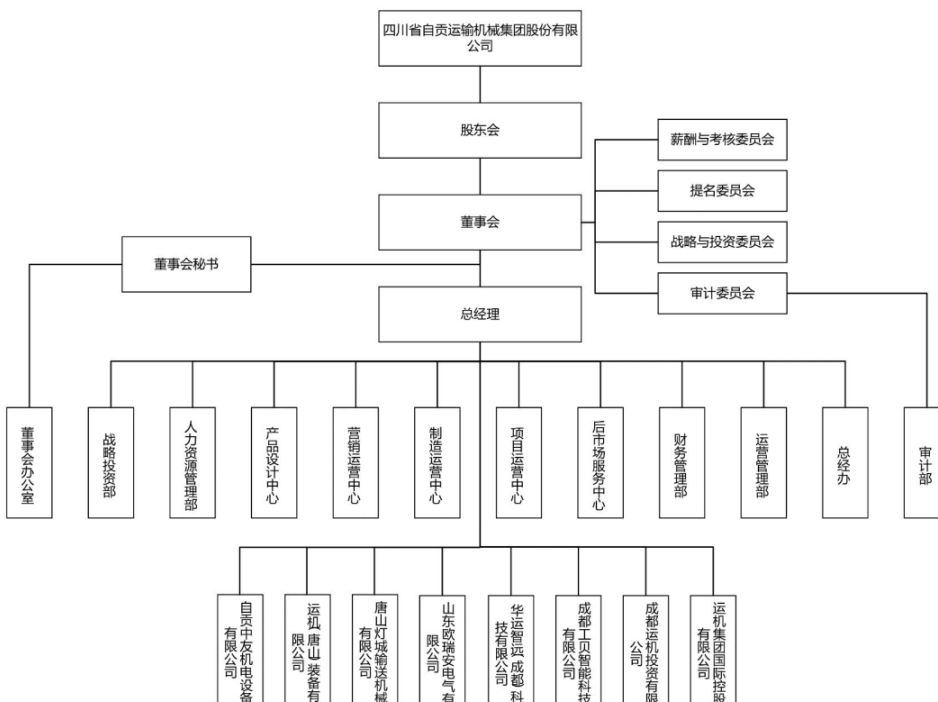 四川省自贡运输机械集团股份有限
公司
股东会
薪酬与考核委员会
提名委员会
董事会
战略与投资委员会
董事会秘书
审计委员会
总经理
董事会办公室
战略投资部
人力资源管理部
产品设计中心
营销运营中心
制造运营中心
项目运营中心
后市场服务中心
财务管理部
运营管理部
总经办
审计部
自贡中友机电设备
有限公司
运机(唐山)装备有
限公司
唐山灯城输送机械
有限公司
山东欧瑞安电气有
限公司
华运智远(成都)科
技有限公司
成都工贝智能科技
有限公司
成都运机投资有限
公司
运机集团国际控股
有限公司